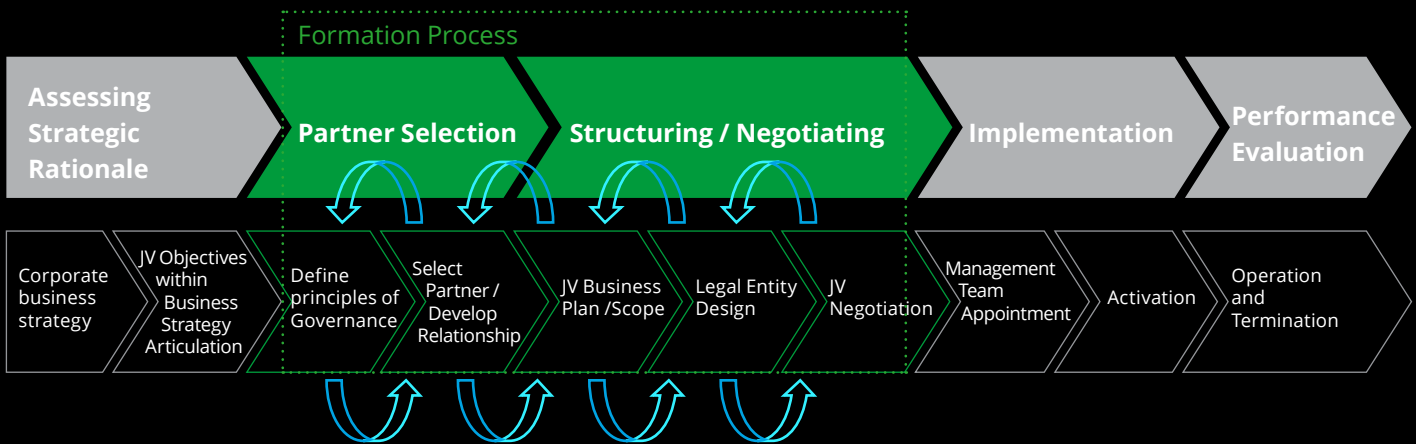 Formation Process
Assessing
Strategic
Rationale
Partner Selection
Structuring / Negotiating
Implementation
Performance
Evaluation
Corporate
business
strategy
JV Objectives
within
Business
Strategy
Articulation
Define
principles of
Governance
Select
Partner /
Develop
Relationship
JV Business
Plan /Scope
Legal Entity
Design
JV
Negotiation
Management
Team
Appointment
Activation
Operation
and
Termination